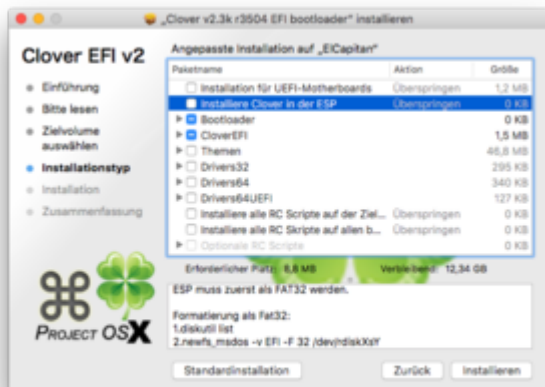 „Clover v2.3k r3504 EFI bootloader" installieren
Clover EFI v2
Einführung
Bitte lesen
Zielvolume
auswählen
Installationstyp
Installation
Zusammenfassung
PROJECT OSX
Angepasste Installation auf „ElCapitan"
Paketname Aktion Größe
Installation für UEFI-Motherboards Überspringen 1,2 MB
Installiere Clover in der ESP Überspringen 0 KB
Bootloader 0 KB
CloverEFI 1,5 MB
Themen 46,8 MB
Drivers32 295 KB
Drivers64 340 KB
Drivers64UEFI 127 KB
Installiere alle RC Scripte auf der Ziel... Überspringen 0 KB
Installiere alle RC Skripte auf allen b... Überspringen 0 KB
Optionale RC Scripte 0 KB
Erforderlicher Platz: 8,8 MB Verbleibend: 12,34 GB
ESP muss zuerst als FAT32 werden.
Formatierung als Fat32:
1.diskutil list
2.newfs_msdos -v EFI -F 32 /dev/rdiskXsY
Standardinstallation Zurück Installieren